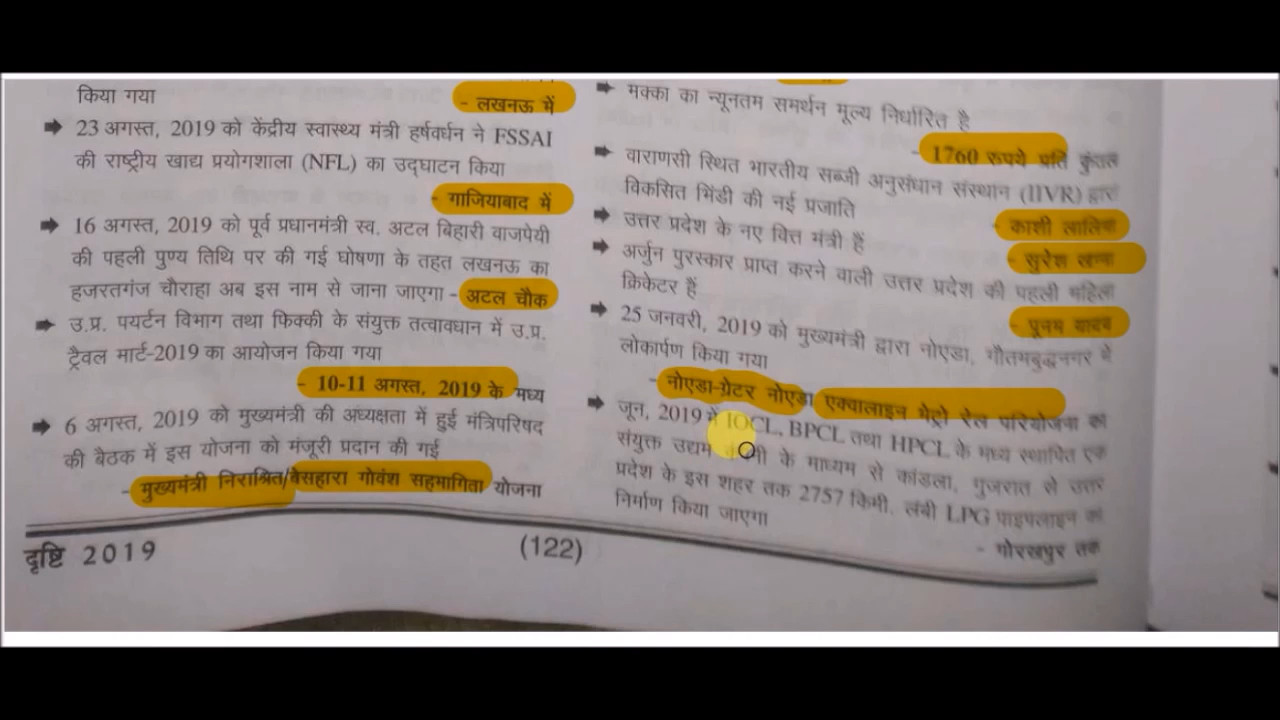 किया गया
- लखनऊ में
➡ 23 अगस्त, 2019 को केंद्रीय स्वास्थ्य मंत्री हर्षवर्धन ने FSSAI
की राष्ट्रीय खाद्य प्रयोगशाला (NFL) का उद्घाटन किया
- गाजियाबाद में
➡ 16 अगस्त, 2019 को पूर्व प्रधानमंत्री स्व. अटल बिहारी वाजपेयी
की पहली पुण्य तिथि पर की गई घोषणा के तहत लखनऊ का
हजरतगंज चौराहा अब इस नाम से जाना जाएगा - अटल चौक
➡ उ.प्र. पयर्टन विभाग तथा फिक्की के संयुक्त तत्वावधान में उ.प्र.
ट्रैवल मार्ट-2019 का आयोजन किया गया
- 10-11 अगस्त, 2019 के मध्य
➡ 6 अगस्त, 2019 को मुख्यमंत्री की अध्यक्षता में हुई मंत्रिपरिषद
की बैठक में इस योजना को मंजूरी प्रदान की गई
- मुख्यमंत्री निराश्रित/बेसहारा गोवंश सहभागिता योजना
➡ मक्का का न्यूनतम समर्थन मूल्य निर्धारित है
- 1760 रुपये प्रति कुंतल
➡ वाराणसी स्थित भारतीय सब्जी अनुसंधान संस्थान (IIVR) द्वारा
विकसित भिंडी की नई प्रजाति
- काशी लालिमा
➡ उत्तर प्रदेश के नए वित्त मंत्री हैं
- सुरेश खन्ना
➡ अर्जुन पुरस्कार प्राप्त करने वाली उत्तर प्रदेश की पहली महिला
क्रिकेटर हैं
- पूनम यादव
➡ 25 जनवरी, 2019 को मुख्यमंत्री द्वारा नोएडा, गौतमबुद्धनगर में
लोकार्पण किया गया
- नोएडा-ग्रेटर नोएडा एक्वालाइन मेट्रो रेल परियोजना का
➡ जून, 2019 में IOCL, BPCL तथा HPCL के मध्य स्थापित एक
संयुक्त उद्यम के माध्यम से कांडला, गुजरात से उत्तर
प्रदेश के इस शहर तक 2757 किमी. लंबी LPG पाइपलाइन का
निर्माण किया जाएगा
- गोरखपुर तक
दृष्टि 2019
(122)